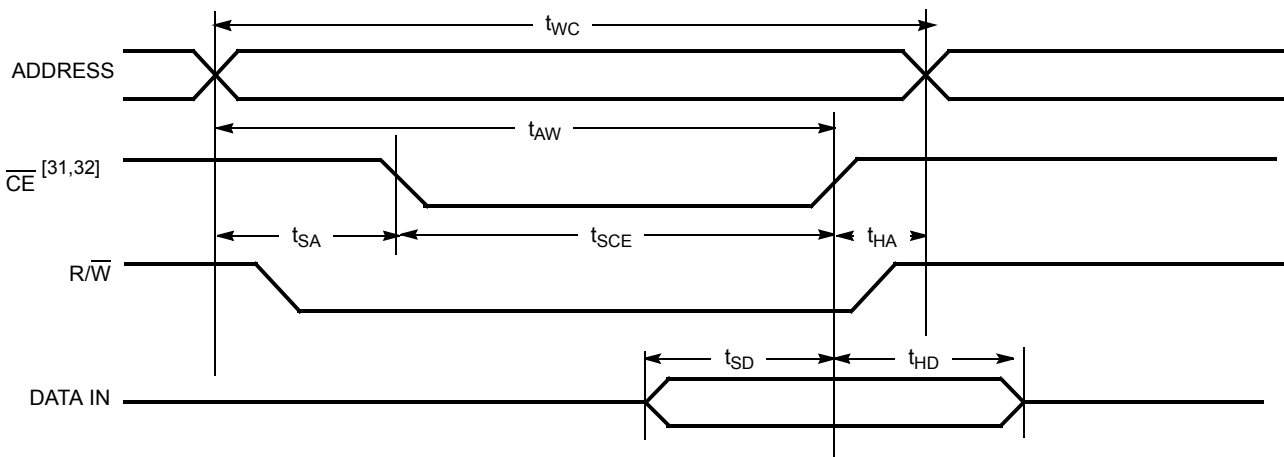 tWC
ADDRESS
tAW
CE [31,32]
tSA tSCE tHA
R/W
tSD tHD
DATA IN